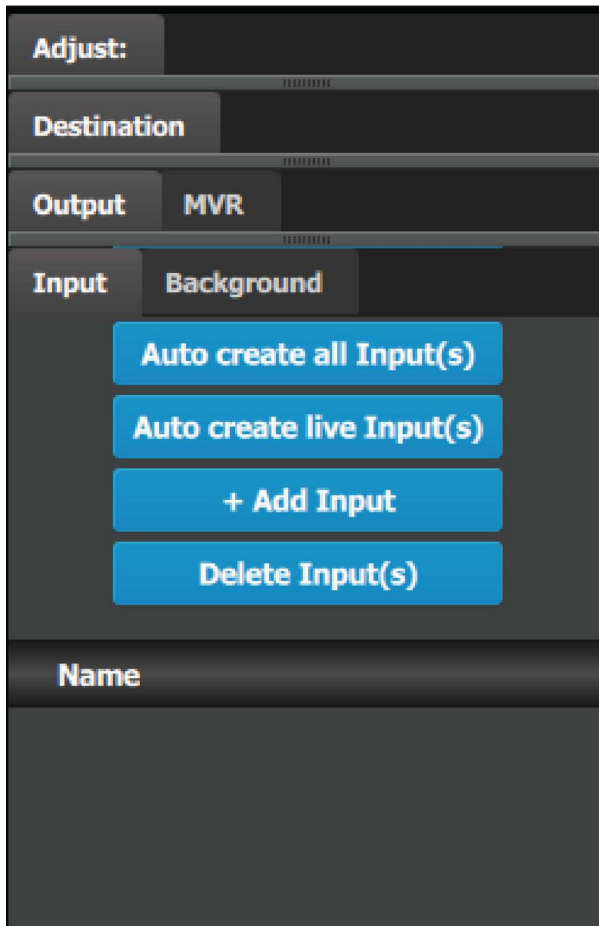 Adjust:
Destination
Output MVR
Input Background
Auto create all Input(s)
Auto create live Input(s)
+ Add Input
Delete Input(s)
Name